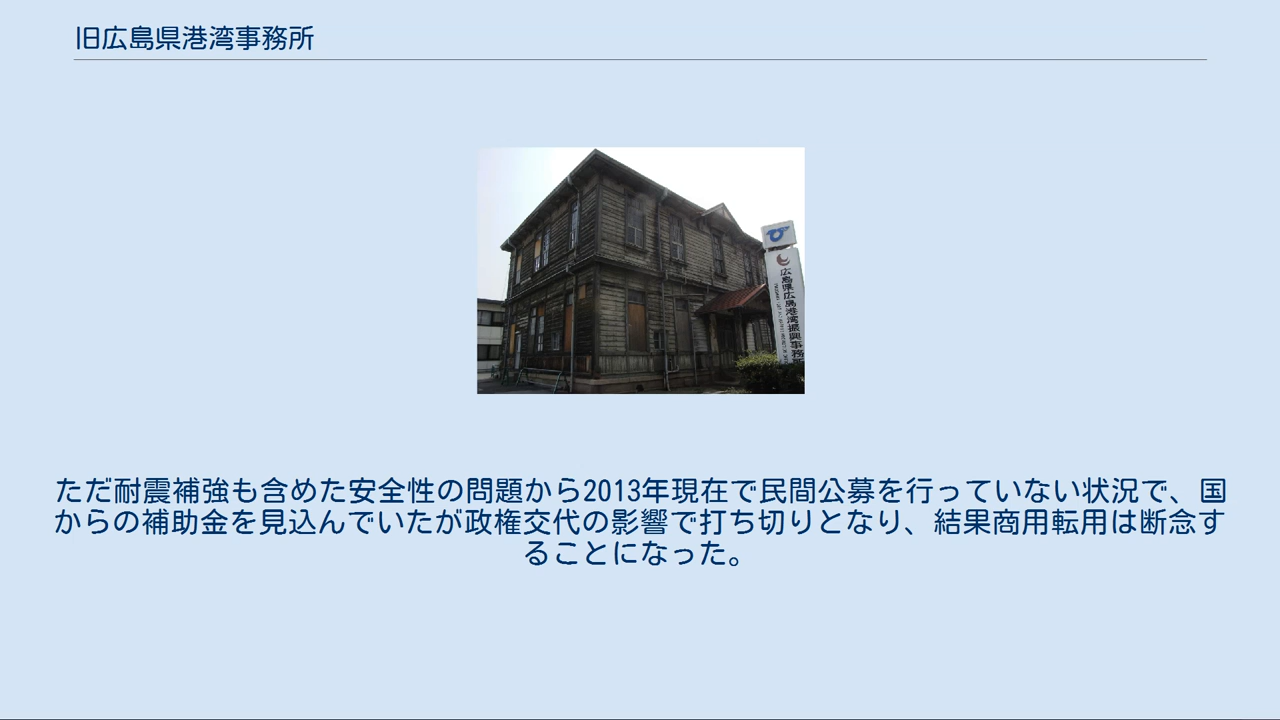 旧広島県港湾事務所
広島県広島港湾振興事務所
ただ耐震補強も含めた安全性の問題から2013年現在で民間公募を行っていない状況で、国
からの補助金を見込んでいたが政権交代の影響で打ち切りとなり、結果商用転用は断念す
ることになった。